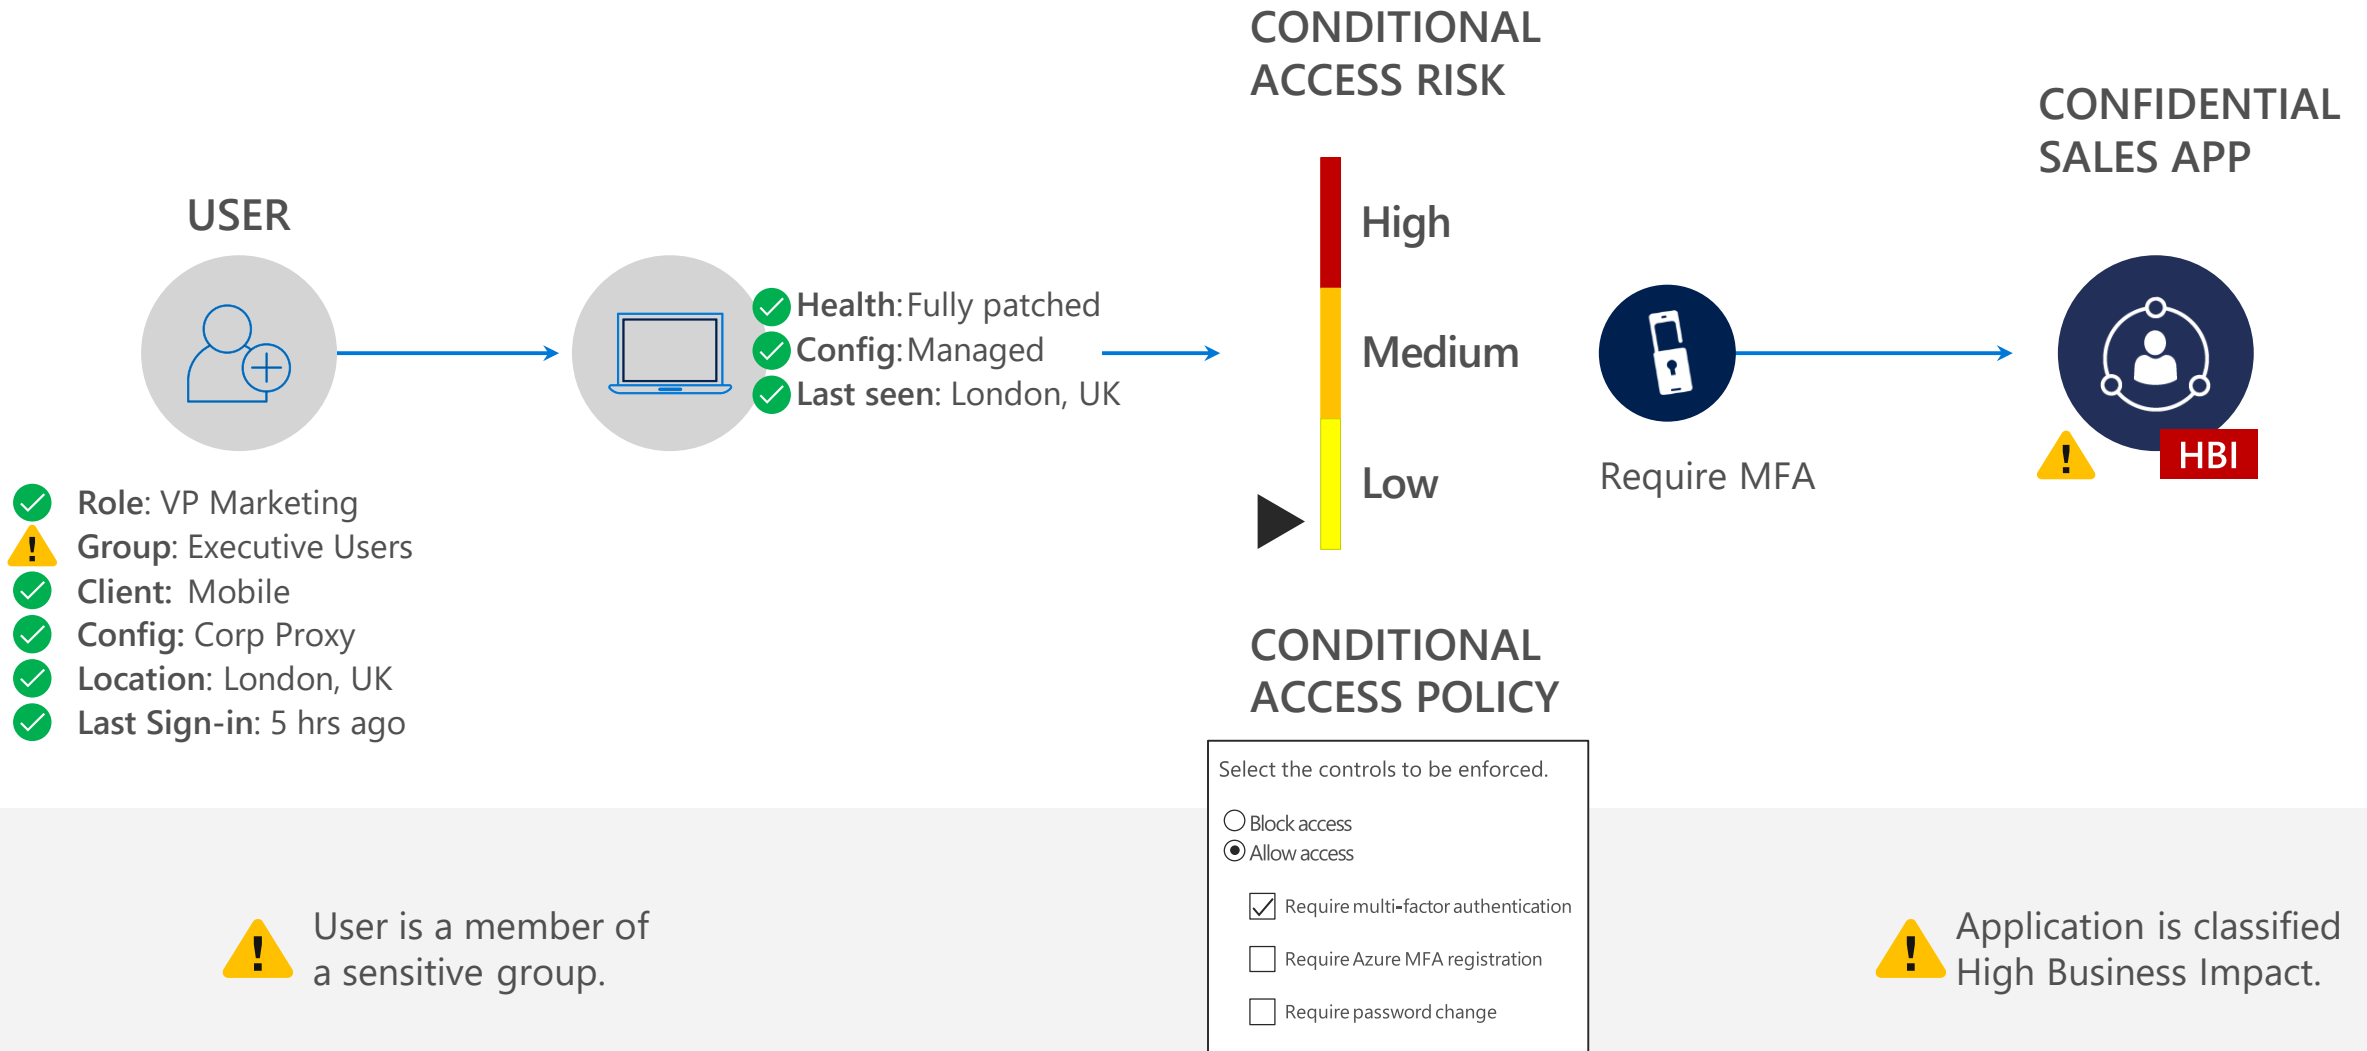 CONDITIONAL
ACCESS RISK
CONFIDENTIAL
SALES APP
USER
High
Health: Fully patched
Config: Managed
Last seen: London, UK
Medium
Low
Require MFA
HBI
Role: VP Marketing
Group: Executive Users
Client: Mobile
Config: Corp Proxy
Location: London, UK
Last Sign-in: 5 hrs ago
CONDITIONAL
ACCESS POLICY
Select the controls to be enforced.
Block access
Allow access
Require multi-factor authentication
Require Azure MFA registration
Require password change
User is a member of
a sensitive group.
Application is classified
High Business Impact.